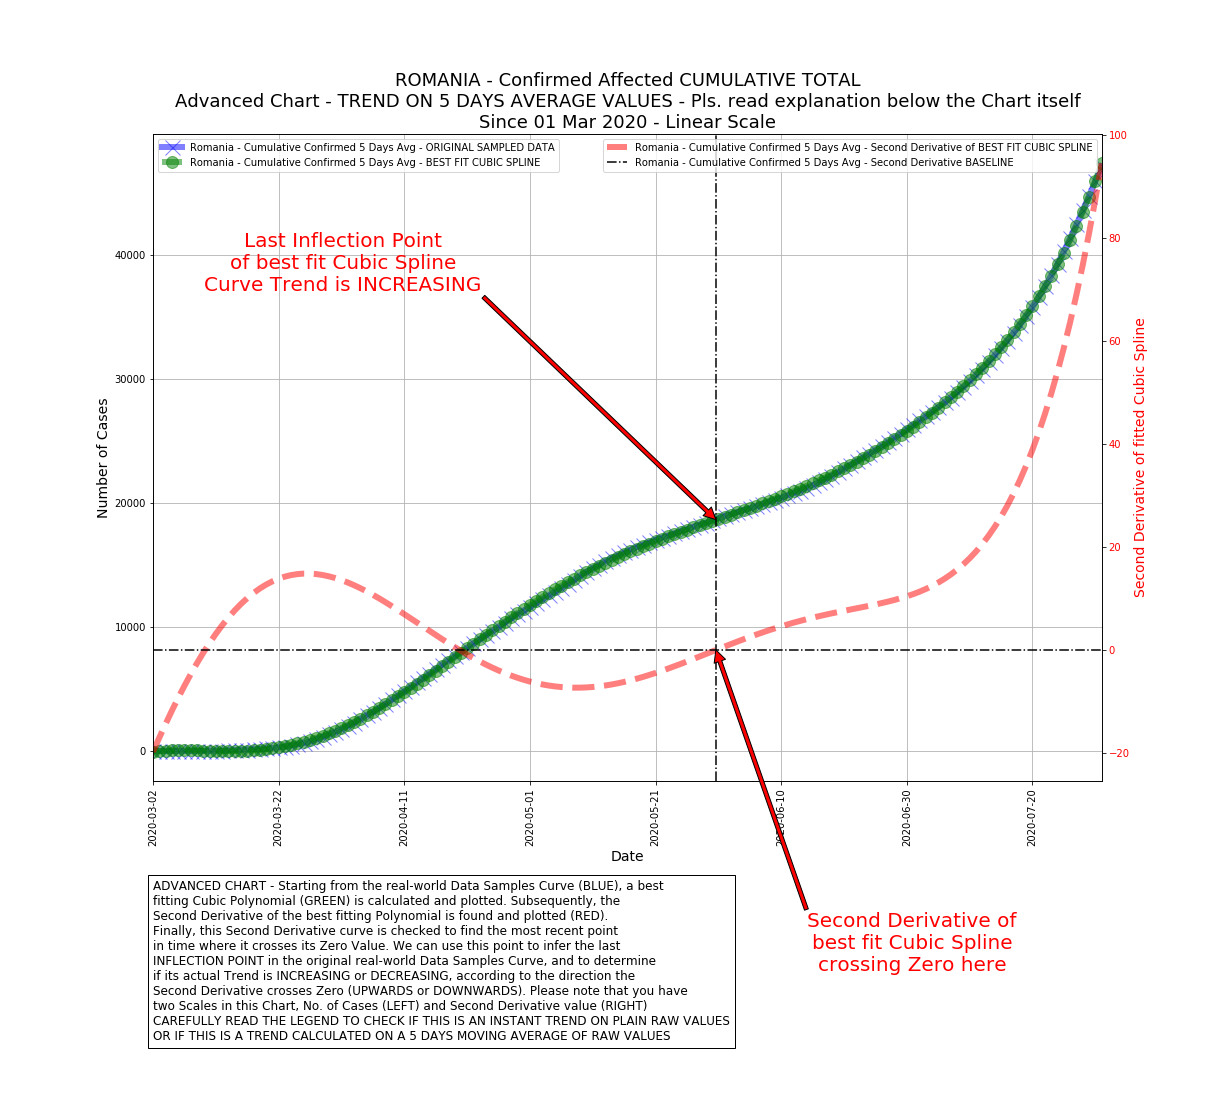 ROMANIA - Confirmed Affected CUMULATIVE TOTAL
Advanced Chart - TREND ON 5 DAYS AVERAGE VALUES - Pls. read explanation below the Chart itself
Since 01 Mar 2020 - Linear Scale
Romania - Cumulative Confirmed 5 Days Avg - ORIGINAL SAMPLED DATA
Romania - Cumulative Confirmed 5 Days Avg - BEST FIT CUBIC SPLINE
Romania - Cumulative Confirmed 5 Days Avg - Second Derivative of BEST FIT CUBIC SPLINE
Romania - Cumulative Confirmed 5 Days Avg - Second Derivative BASELINE
Last Inflection Point
of best fit Cubic Spline
Curve Trend is INCREASING
Number of Cases
40000
30000
20000
10000
0
100
80
60
40
20
0
−20
Second Derivative of fitted Cubic Spline
2020-03-02
2020-03-22
2020-04-11
2020-05-01
2020-05-21
2020-06-10
2020-06-30
2020-07-20
Date
Second Derivative of
best fit Cubic Spline
crossing Zero here
ADVANCED CHART - Starting from the real-world Data Samples Curve (BLUE), a best
fitting Cubic Polynomial (GREEN) is calculated and plotted. Subsequently, the
Second Derivative of the best fitting Polynomial is found and plotted (RED).
Finally, this Second Derivative curve is checked to find the most recent point
in time where it crosses its Zero Value. We can use this point to infer the last
INFLECTION POINT in the original real-world Data Samples Curve, and to determine
if its actual Trend is INCREASING or DECREASING, according to the direction the
Second Derivative crosses Zero (UPWARDS or DOWNWARDS). Please note that you have
two Scales in this Chart, No. of Cases (LEFT) and Second Derivative value (RIGHT)
CAREFULLY READ THE LEGEND TO CHECK IF THIS IS AN INSTANT TREND ON PLAIN RAW VALUES
OR IF THIS IS A TREND CALCULATED ON A 5 DAYS MOVING AVERAGE OF RAW VALUES